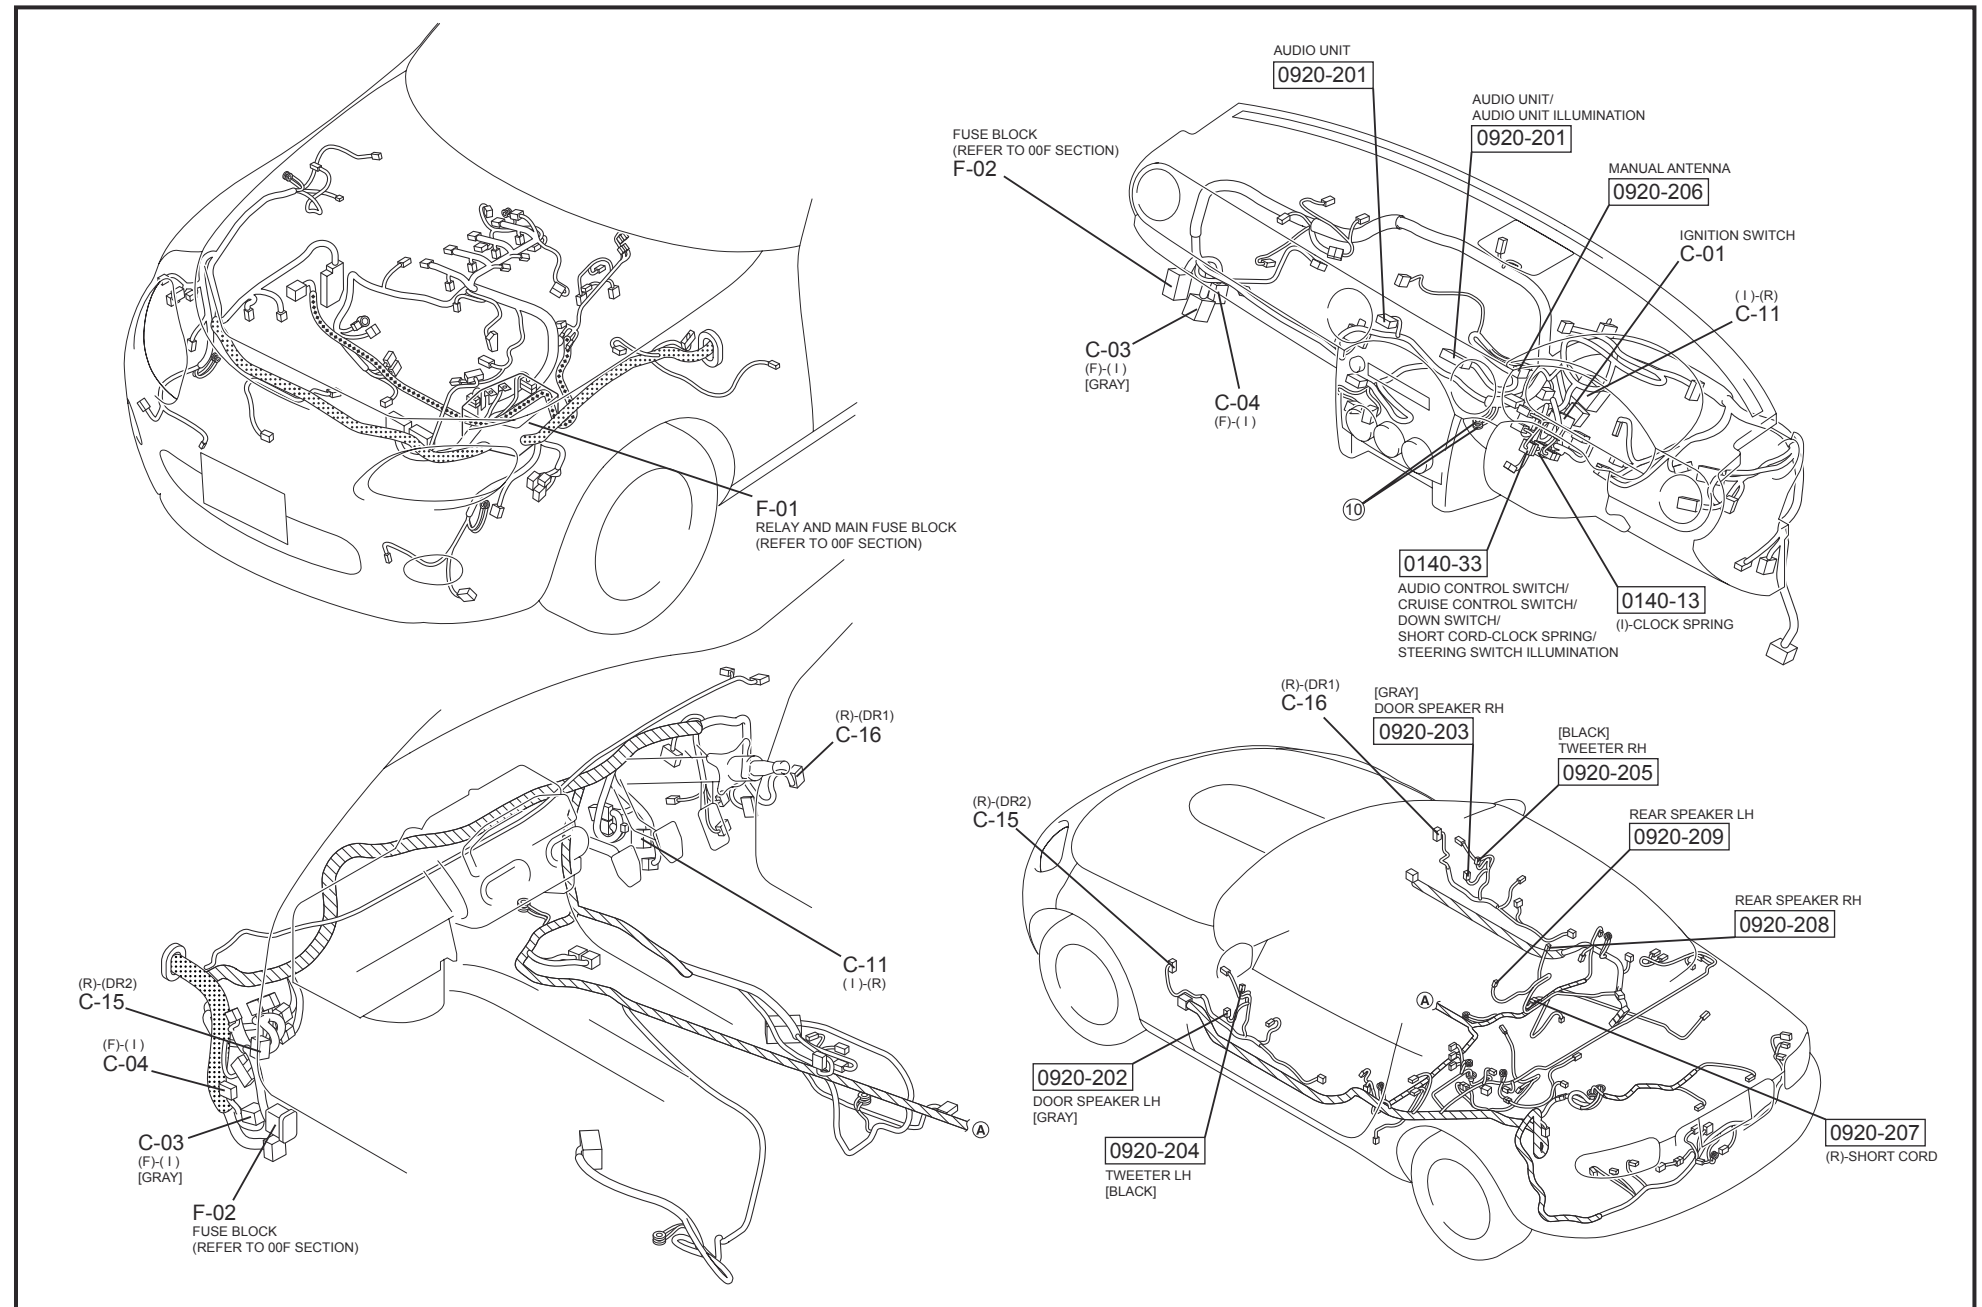 F-01
RELAY AND MAIN FUSE BLOCK
(REFER TO 00F SECTION)
AUDIO UNIT
0920-201
AUDIO UNIT/
AUDIO UNIT ILLUMINATION
0920-201
FUSE BLOCK
(REFER TO 00F SECTION)
F-02
MANUAL ANTENNA
0920-206
IGNITION SWITCH
C-01
( I )-(R)
C-11
C-03
(F)-( I )
[GRAY]
C-04
(F)-( I )
10
0140-33
AUDIO CONTROL SWITCH/
CRUISE CONTROL SWITCH/
DOWN SWITCH/
SHORT CORD-CLOCK SPRING/
STEERING SWITCH ILLUMINATION
0140-13
(I)-CLOCK SPRING
(R)-(DR1)
C-16
C-11
( I )-(R)
(R)-(DR2)
C-15
(F)-( I )
C-04
C-03
(F)-( I )
[GRAY]
F-02
FUSE BLOCK
(REFER TO 00F SECTION)
A
(R)-(DR1)
C-16
[GRAY]
DOOR SPEAKER RH
0920-203
[BLACK]
TWEETER RH
0920-205
(R)-(DR2)
C-15
REAR SPEAKER LH
0920-209
REAR SPEAKER RH
0920-208
A
0920-202
DOOR SPEAKER LH
[GRAY]
0920-204
TWEETER LH
[BLACK]
0920-207
(R)-SHORT CORD